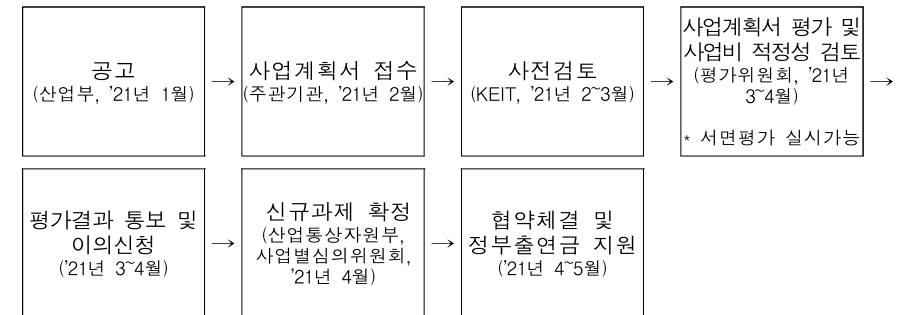 공고
(산업부, '21년 1월)
→
사업계획서 접수
(주관기관, '21년 2월)
→
사전검토
(KEIT, '21년 2~3월)
→
사업계획서 평가 및
사업비 적정성 검토
(평가위원회, '21년
3~4월)
* 서면평가 실시가능
→
평가결과 통보 및
이의신청
('21년 3~4월)
→
신규과제 확정
(산업통상자원부,
사업별심의위원회,
'21년 4월)
→
협약체결 및
정부출연금 지원
('21년 4~5월)